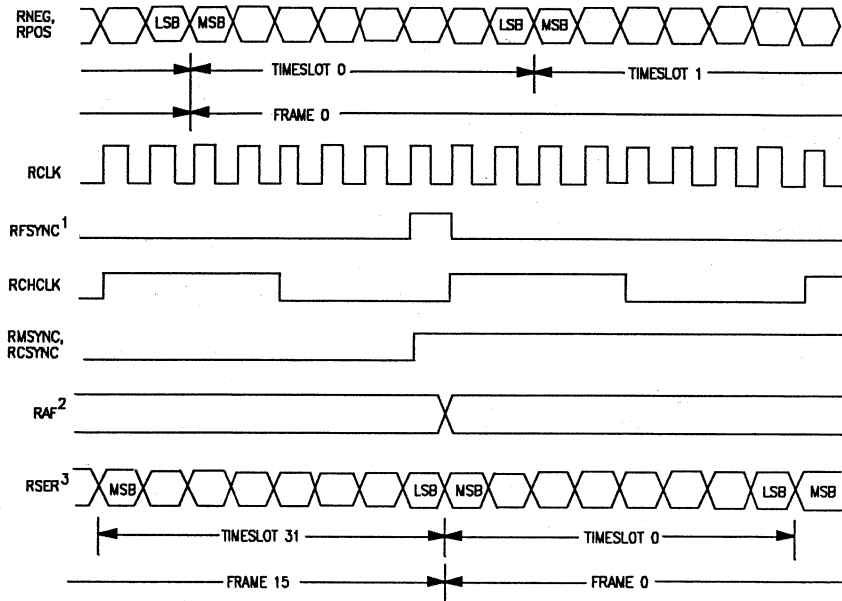 RNEG,
RPOS
LSB MSB LSB MSB
TIMESLOT 0 TIMESLOT 1
FRAME 0
RCLK
RFSYNC1
RCHCLK
RMSYNC,
RCSYNC
RAF2
RSER3
MSB LSB MSB LSB MSB
TIMESLOT 31 TIMESLOT 0
FRAME 15 FRAME 0